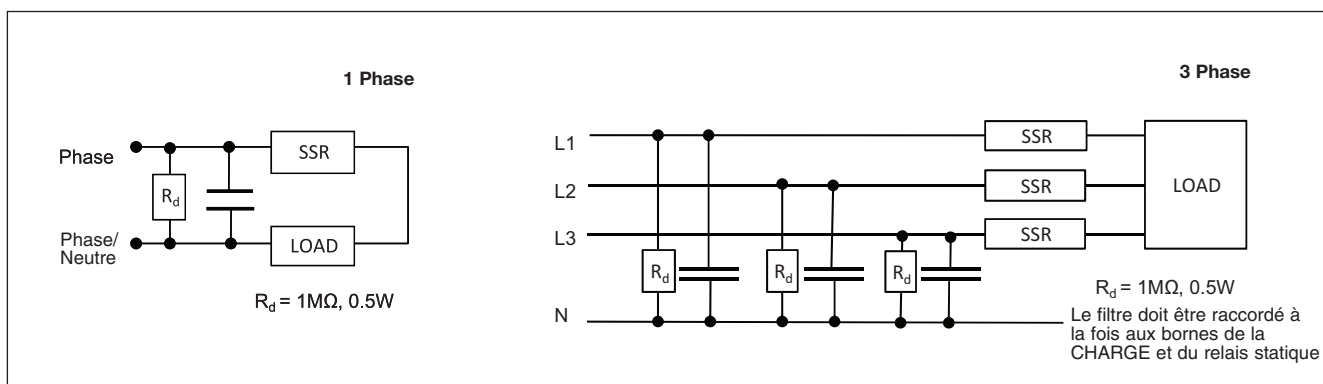 1 Phase
Phase
SSR
Rd
Phase/
Neutre
LOAD
Rd = 1MΩ, 0.5W
3 Phase
L1
SSR
L2
SSR
LOAD
L3
SSR
Rd
Rd
Rd
N
Rd = 1MΩ, 0.5W
Le filtre doit être raccordé à
la fois aux bornes de la
CHARGE et du relais statique